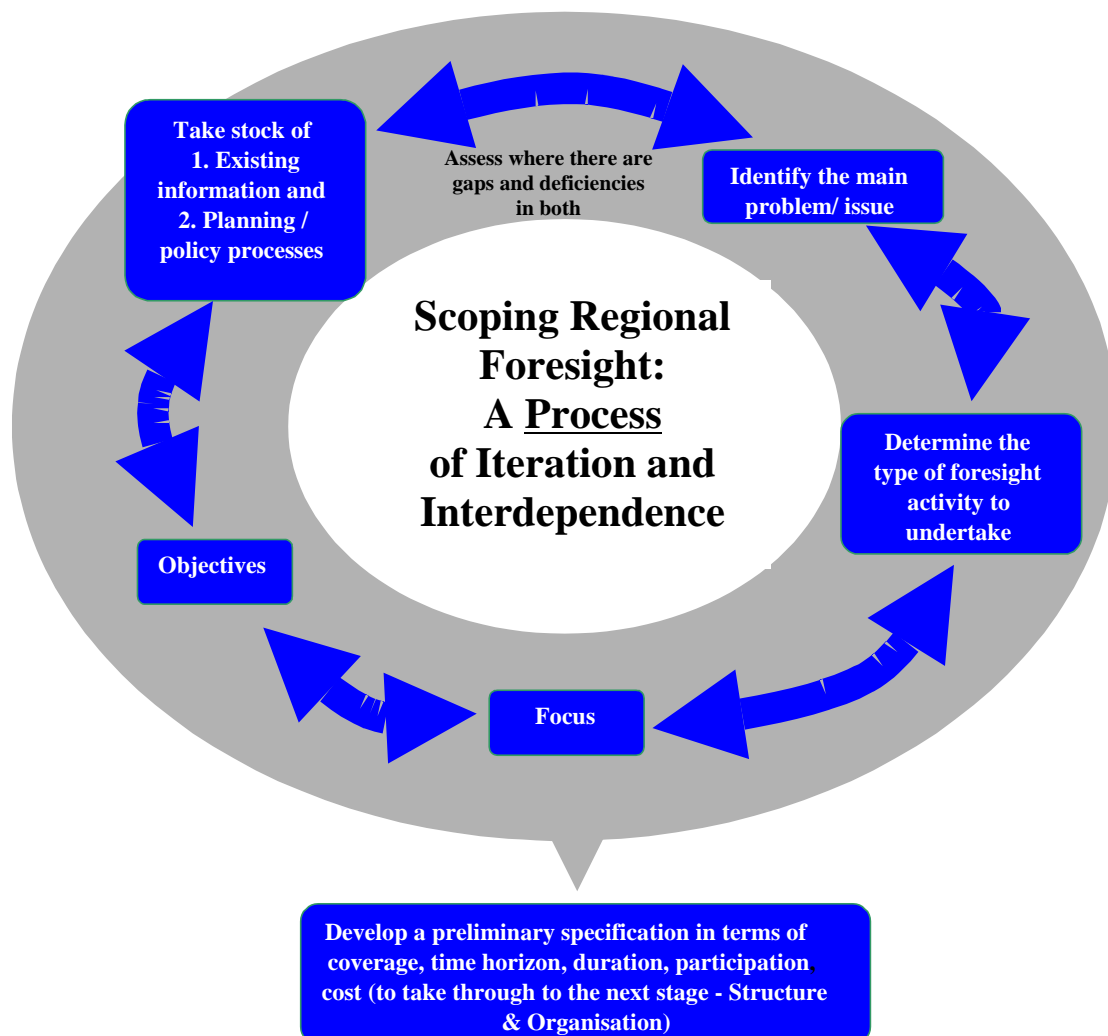 Take stock of
1. Existing
information and
2. Planning /
policy processes
Assess where there are
gaps and deficiencies
in both
Identify the main
problem/ issue
Scoping Regional
Foresight:
A Process
of Iteration and
Interdependence
Determine the
type of foresight
activity to
undertake
Objectives
Focus
Develop a preliminary specification in terms of
coverage, time horizon, duration, participation,
cost (to take through to the next stage - Structure
& Organisation)